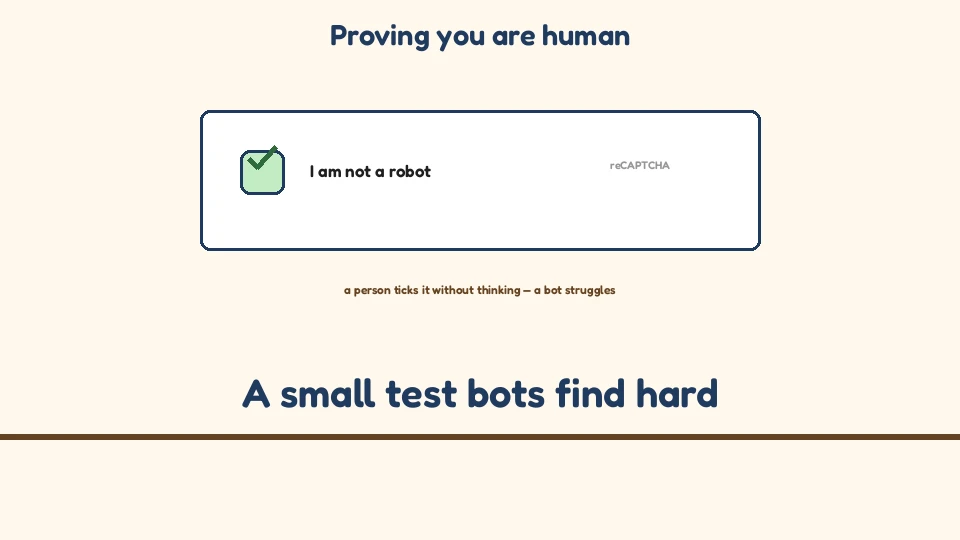 Proving you are human
I am not a robot
reCAPTCHA
a person ticks it without thinking — a bot struggles
A small test bots find hard